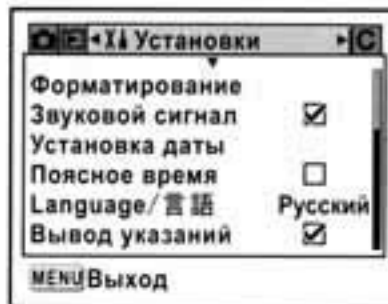 Установки C
Форматирование
Звуковой сигнал
Установка даты
Поясное время
Language/言語 Русский
Вывод указаний
MENU Выход